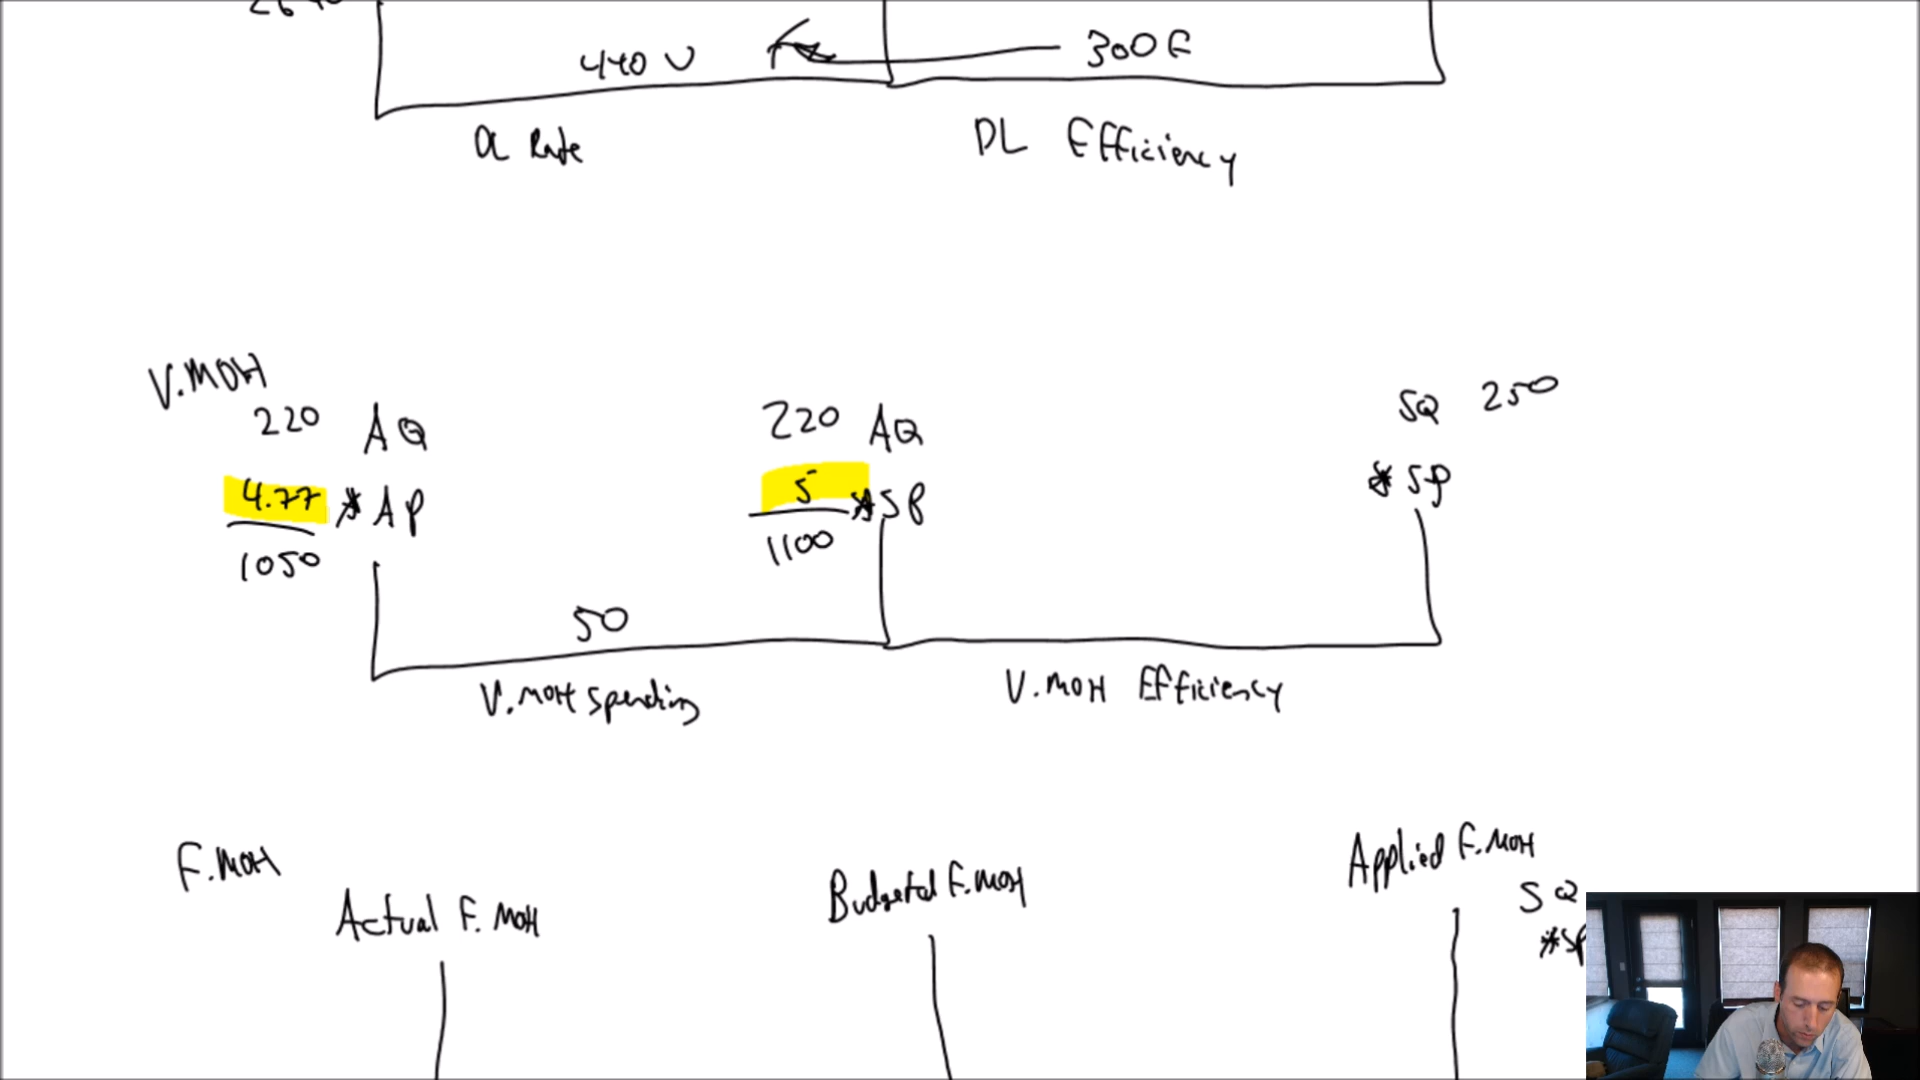 440 U 300 F
DL Rate DL Efficiency
V.MOH
220 AQ 220 AQ SQ 250
4.77 * AP 5 * SP * SP
1050 1100
50
V.MOH Spending V.MOH Efficiency
F.MOH
Actual F. MOH Budgeted F.MOH Applied F.MOH
SQ
*SP